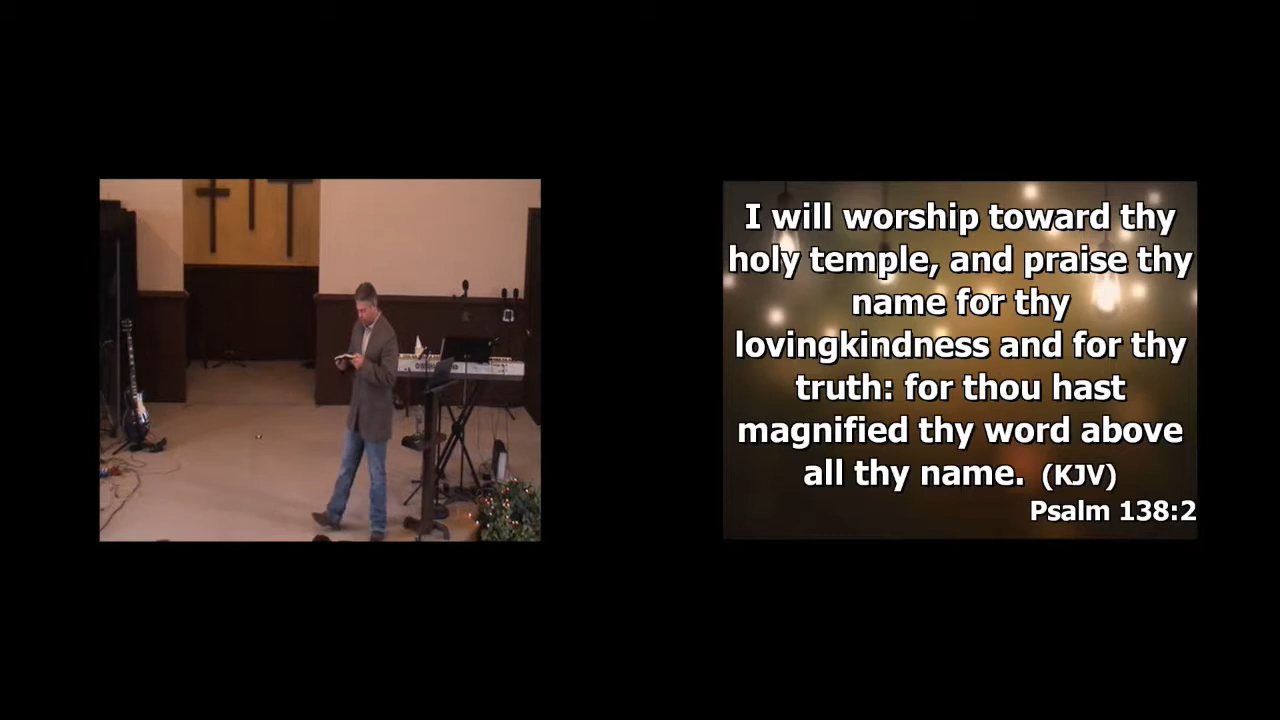 I will worship toward thy
holy temple, and praise thy
name for thy
lovingkindness and for thy
truth: for thou hast
magnified thy word above
all thy name. (KJV)
Psalm 138:2